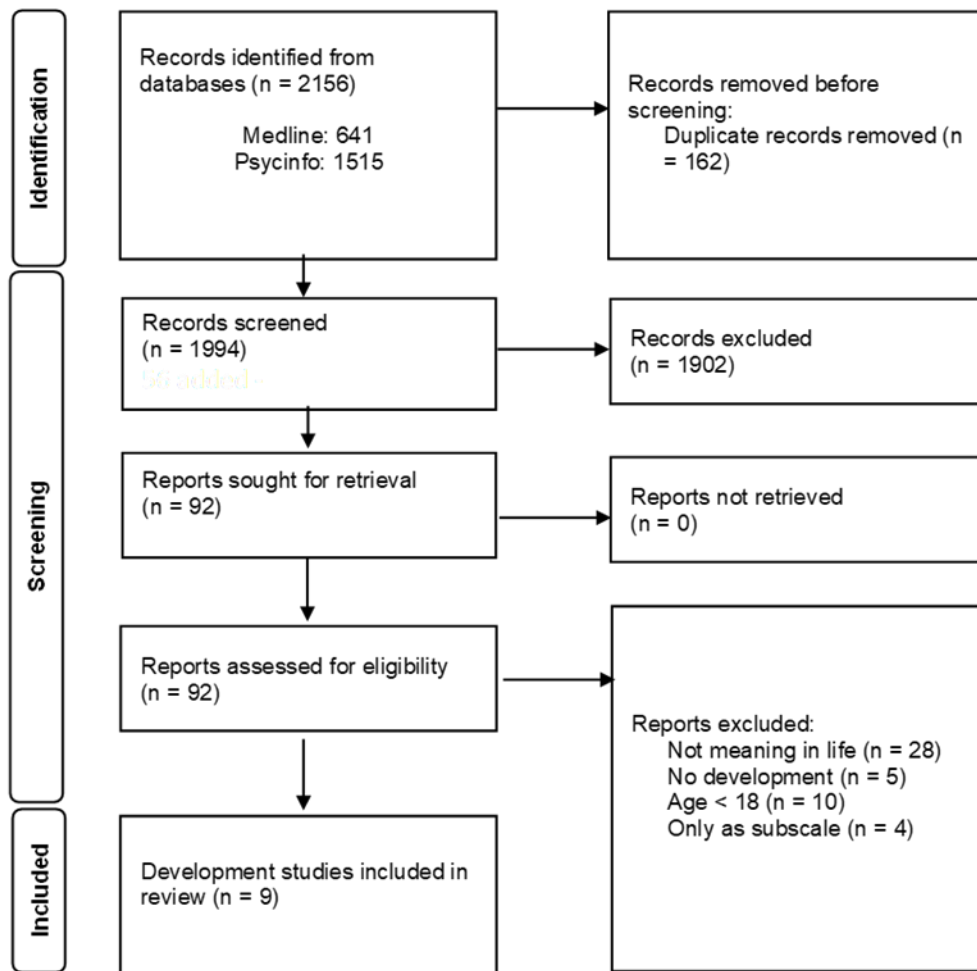 Identification
Records identified from
databases (n = 2156)
Medline: 641
Psycinfo: 1515
Records removed before
screening:
Duplicate records removed (n
= 162)
Screening
Records screened
(n = 1994)
56 added
Records excluded
(n = 1902)
Reports sought for retrieval
(n = 92)
Reports not retrieved
(n = 0)
Reports assessed for eligibility
(n = 92)
Reports excluded:
Not meaning in life (n = 28)
No development (n = 5)
Age < 18 (n = 10)
Only as subscale (n = 4)
Included
Development studies included in
review (n = 9)